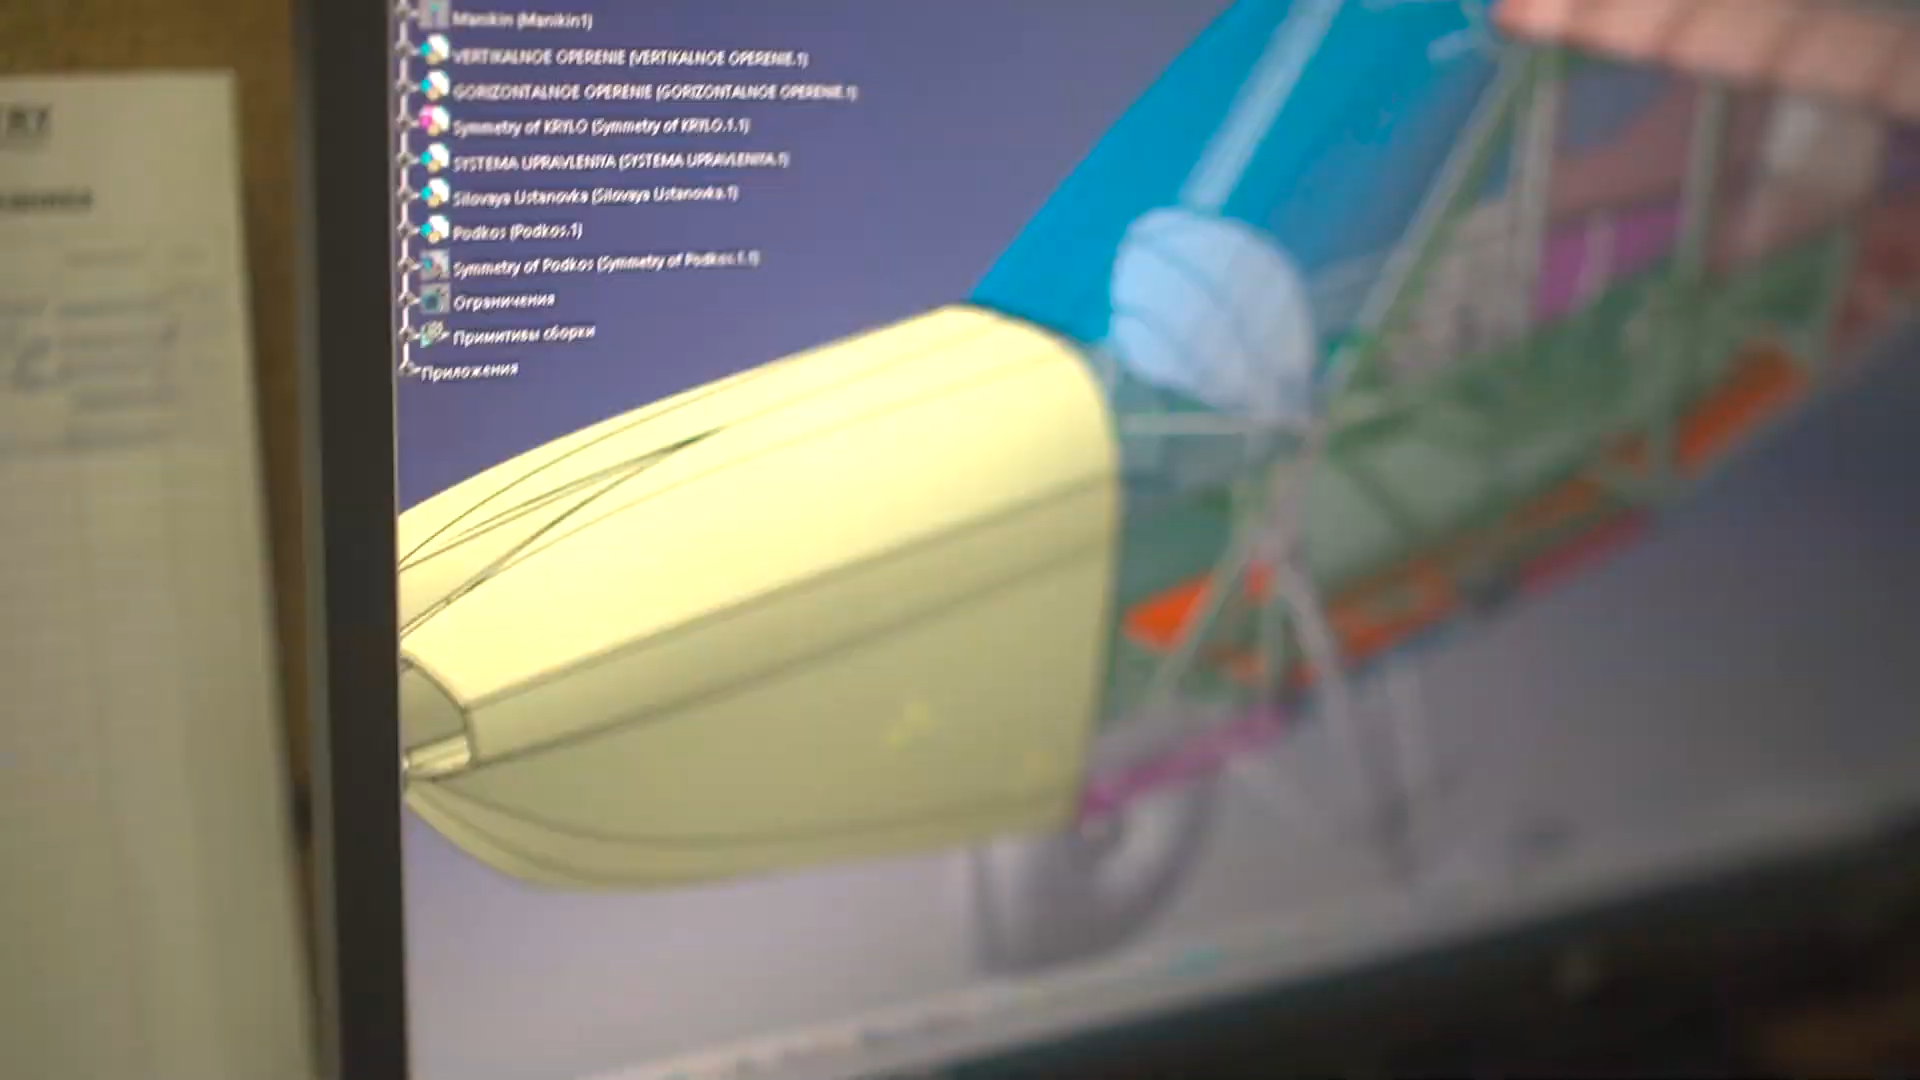 Manikin (Manikin1)
VERTIKALNOE OPERENIE (VERTIKALNOE OPERENIE.1)
GORIZONTALNOE OPERENIE (GORIZONTALNOE OPERENIE.1)
Symmetry of KRYLO (Symmetry of KRYLO.1.1)
SYSTEMA UPRAVLENIYA (SYSTEMA UPRAVLENIYA.1)
Silovaya Ustanovka (Silovaya Ustanovka.1)
Podkos (Podkos.1)
Symmetry of Podkos (Symmetry of Podkos.1.1)
Ограничения
Примитивы сборки
Приложения